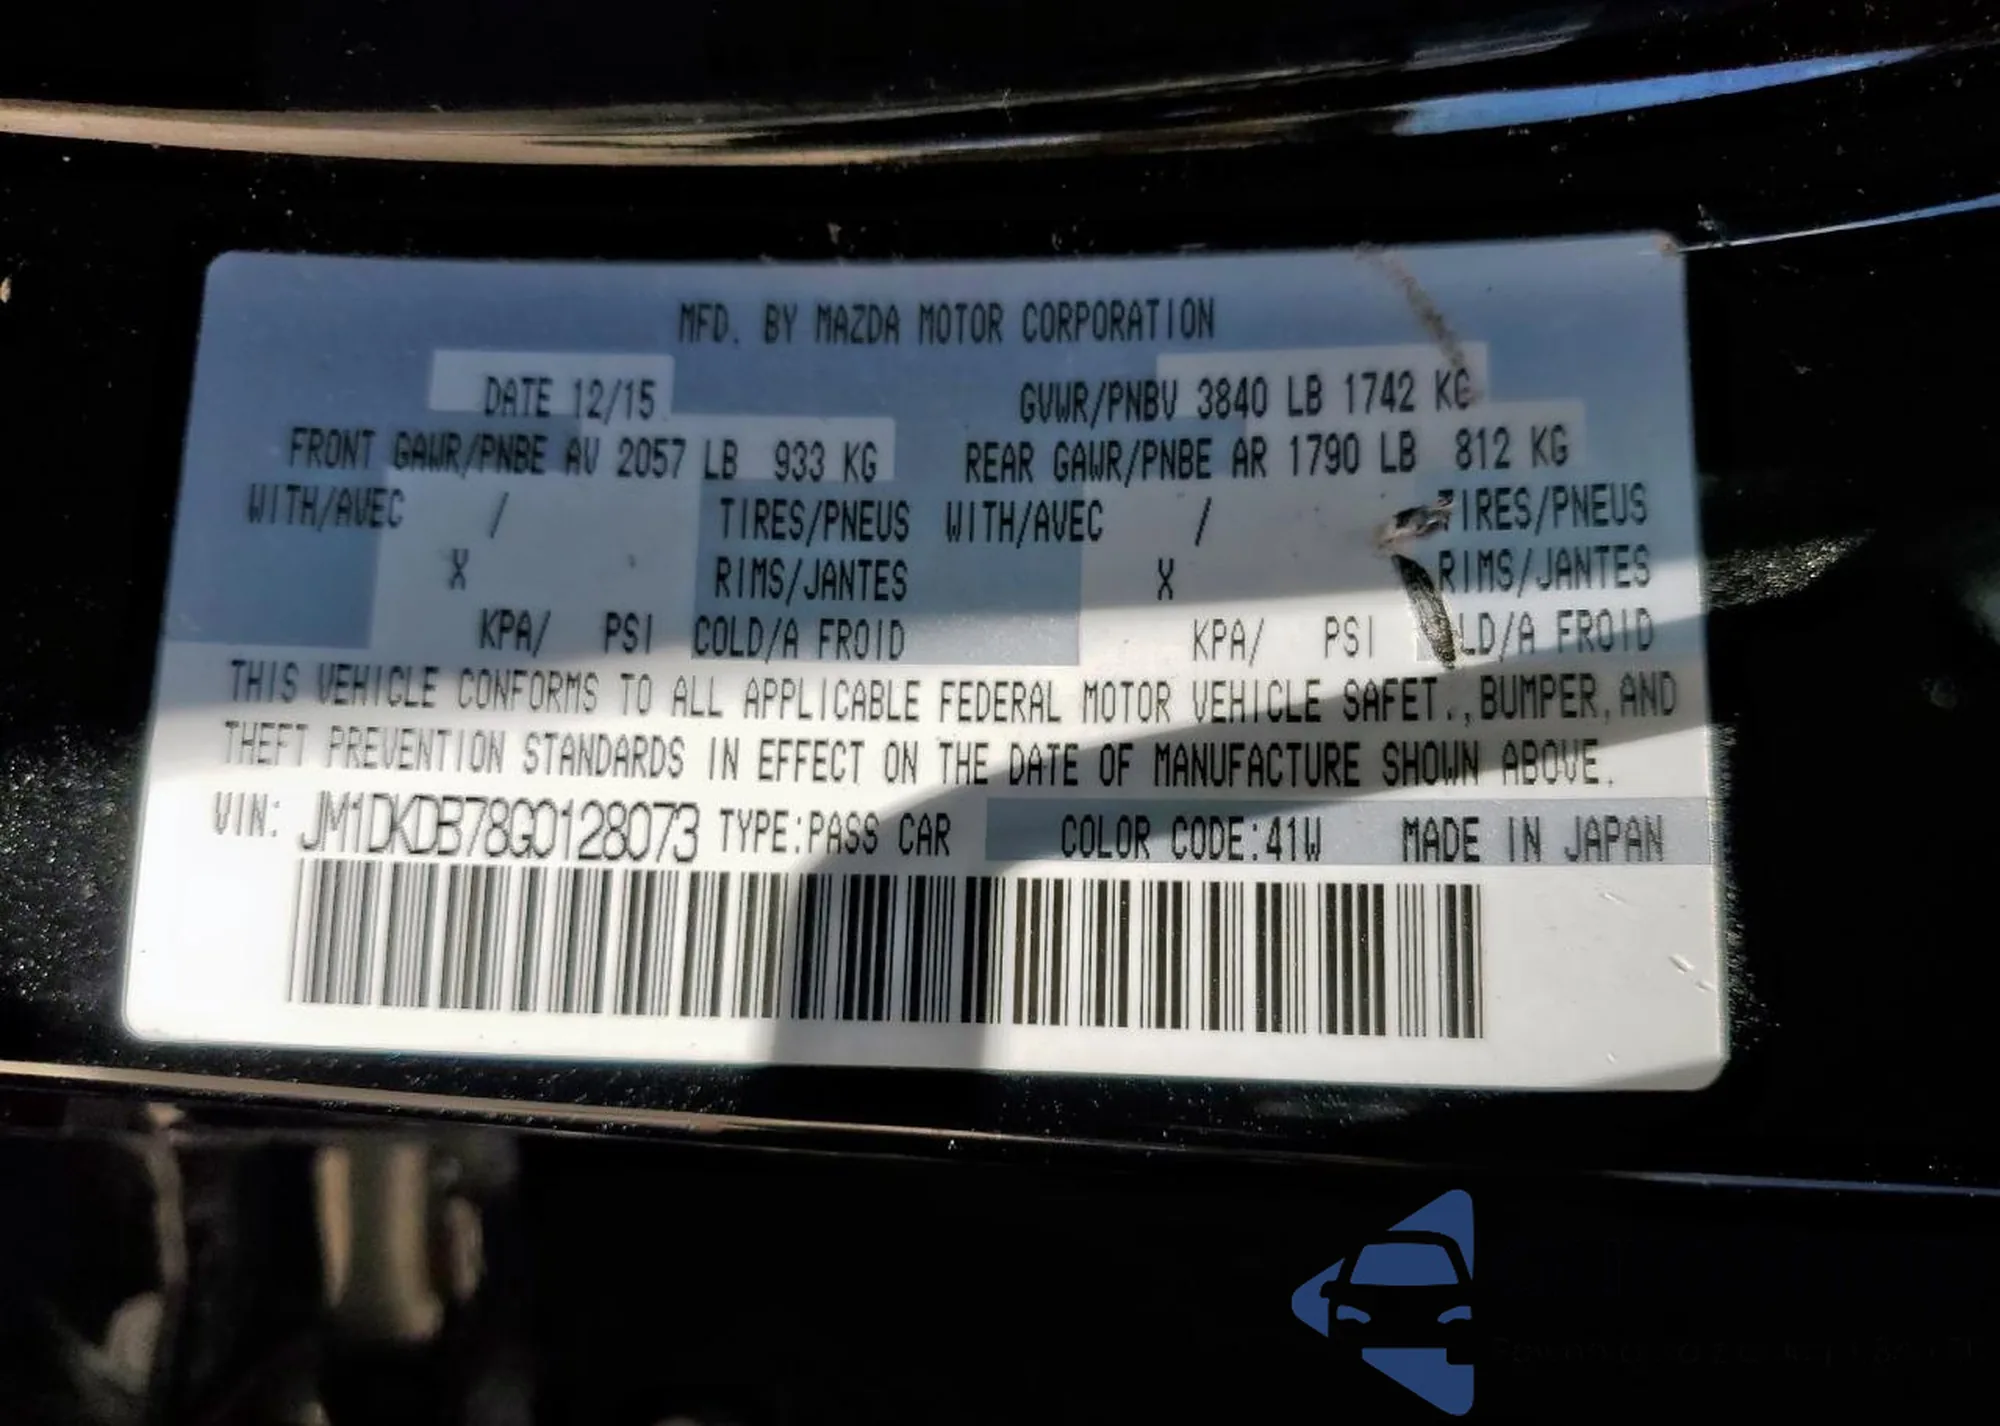 MFD. BY MAZDA MOTOR CORPORATION
DATE 12/15 GVWR/PNBV 3840 LB 1742 KG
FRONT GAWR/PNBE AV 2057 LB 933 KG REAR GAWR/PNBE AR 1790 LB 812 KG
WITH/AVEC / TIRES/PNEUS WITH/AVEC / TIRES/PNEUS
X RIMS/JANTES X RIMS/JANTES
KPA/ PSI COLD/A FROID KPA/ PSI LD/A FROID
THIS VEHICLE CONFORMS TO ALL APPLICABLE FEDERAL MOTOR VEHICLE SAFET.,BUMPER,AND
THEFT PREVENTION STANDARDS IN EFFECT ON THE DATE OF MANUFACTURE SHOWN ABOVE.
VIN: JM1DKDB78G0128073 TYPE:PASS CAR COLOR CODE:41W MADE IN JAPAN